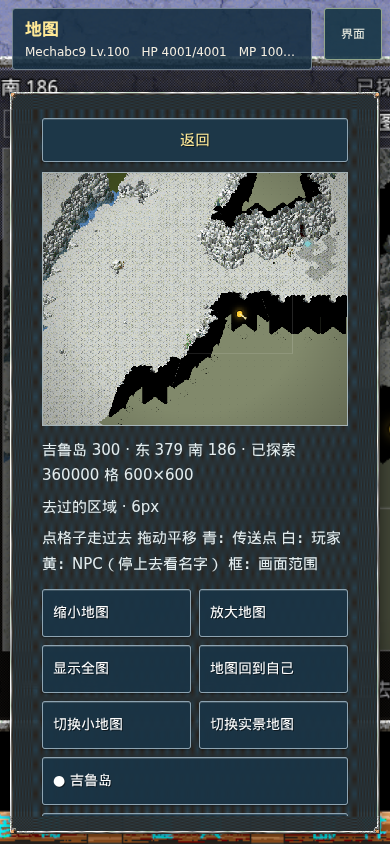 地图
Mechabc9 Lv.100 HP 4001/4001 MP 100...
界面
南 186
已探
返回
吉鲁岛 300 · 东 379 南 186 · 已探索
360000 格 600×600
去过的区域 · 6px
点格子走过去 拖动平移 青：传送点 白：玩家
黄：NPC（停上去看名字） 框：画面范围
缩小地图
放大地图
显示全图
地图回到自己
切换小地图
切换实景地图
● 吉鲁岛